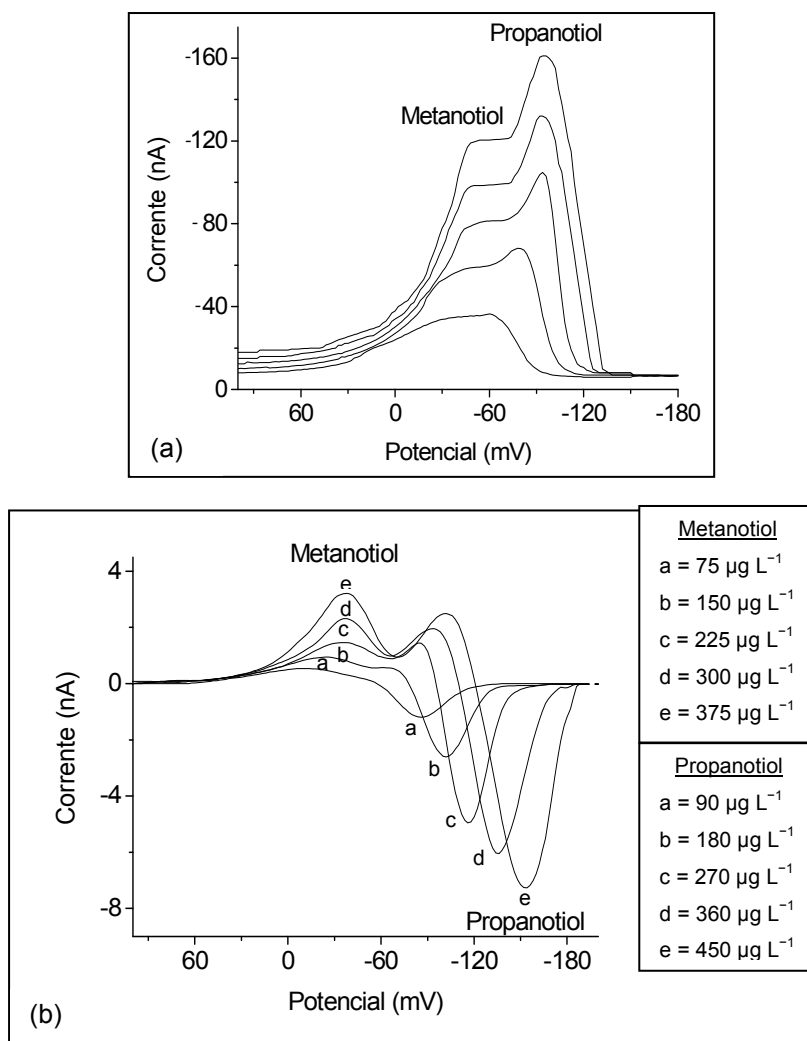 Propanotiol
Metanotiol
-160
-120
-80
-40
0
Corrente (nA)
60
0
-60
-120
-180
Potencial (mV)
(a)
Metanotiol
e
d
c
b
a
4
0
-4
-8
Corrente (nA)
a
b
c
d
e
Propanotiol
60
0
-60
-120
-180
Potencial (mV)
(b)
Metanotiol
a = 75 µg L⁻¹
b = 150 µg L⁻¹
c = 225 µg L⁻¹
d = 300 µg L⁻¹
e = 375 µg L⁻¹
Propanotiol
a = 90 µg L⁻¹
b = 180 µg L⁻¹
c = 270 µg L⁻¹
d = 360 µg L⁻¹
e = 450 µg L⁻¹